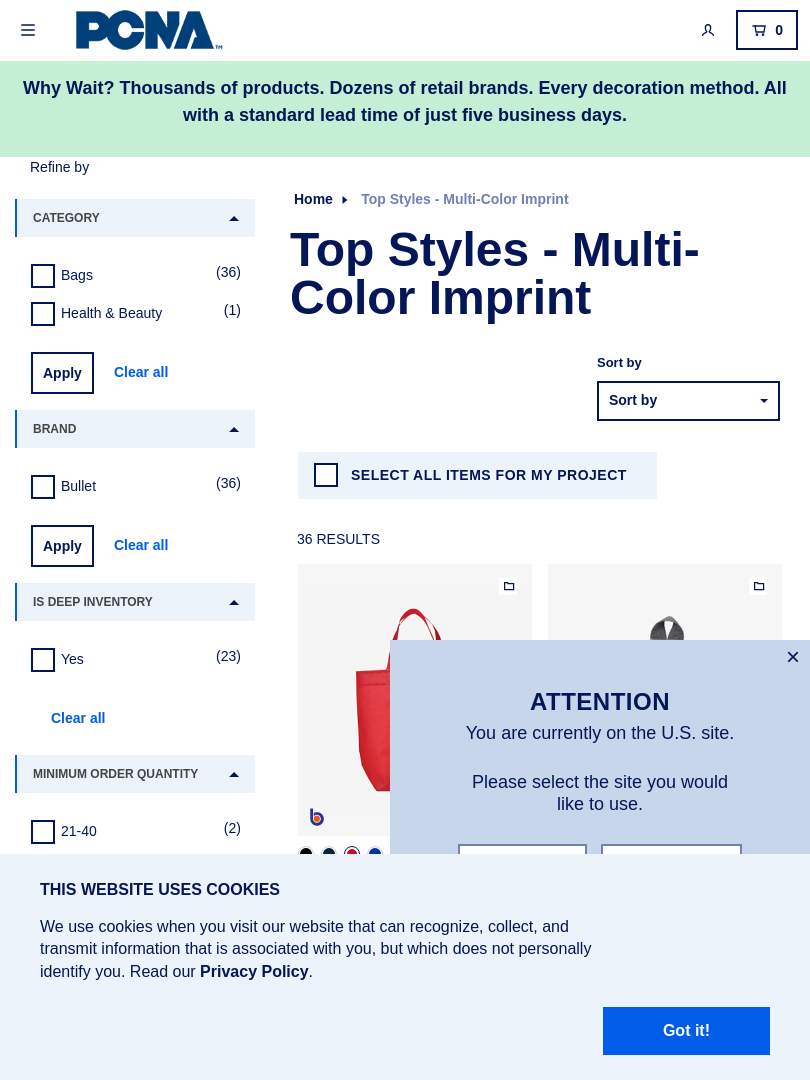 PCNA™
0
Why Wait? Thousands of products. Dozens of retail brands. Every decoration method. All
with a standard lead time of just five business days.
Refine by
CATEGORY
Bags (36)
Health & Beauty (1)
Apply Clear all
BRAND
Bullet (36)
Apply Clear all
IS DEEP INVENTORY
Yes (23)
Clear all
MINIMUM ORDER QUANTITY
21-40 (2)
Home Top Styles - Multi-Color Imprint
Top Styles - Multi-
Color Imprint
Sort by
Sort by
SELECT ALL ITEMS FOR MY PROJECT
36 RESULTS
b
×
ATTENTION
You are currently on the U.S. site.
Please select the site you would
like to use.
THIS WEBSITE USES COOKIES
We use cookies when you visit our website that can recognize, collect, and
transmit information that is associated with you, but which does not personally
identify you. Read our Privacy Policy.
Got it!